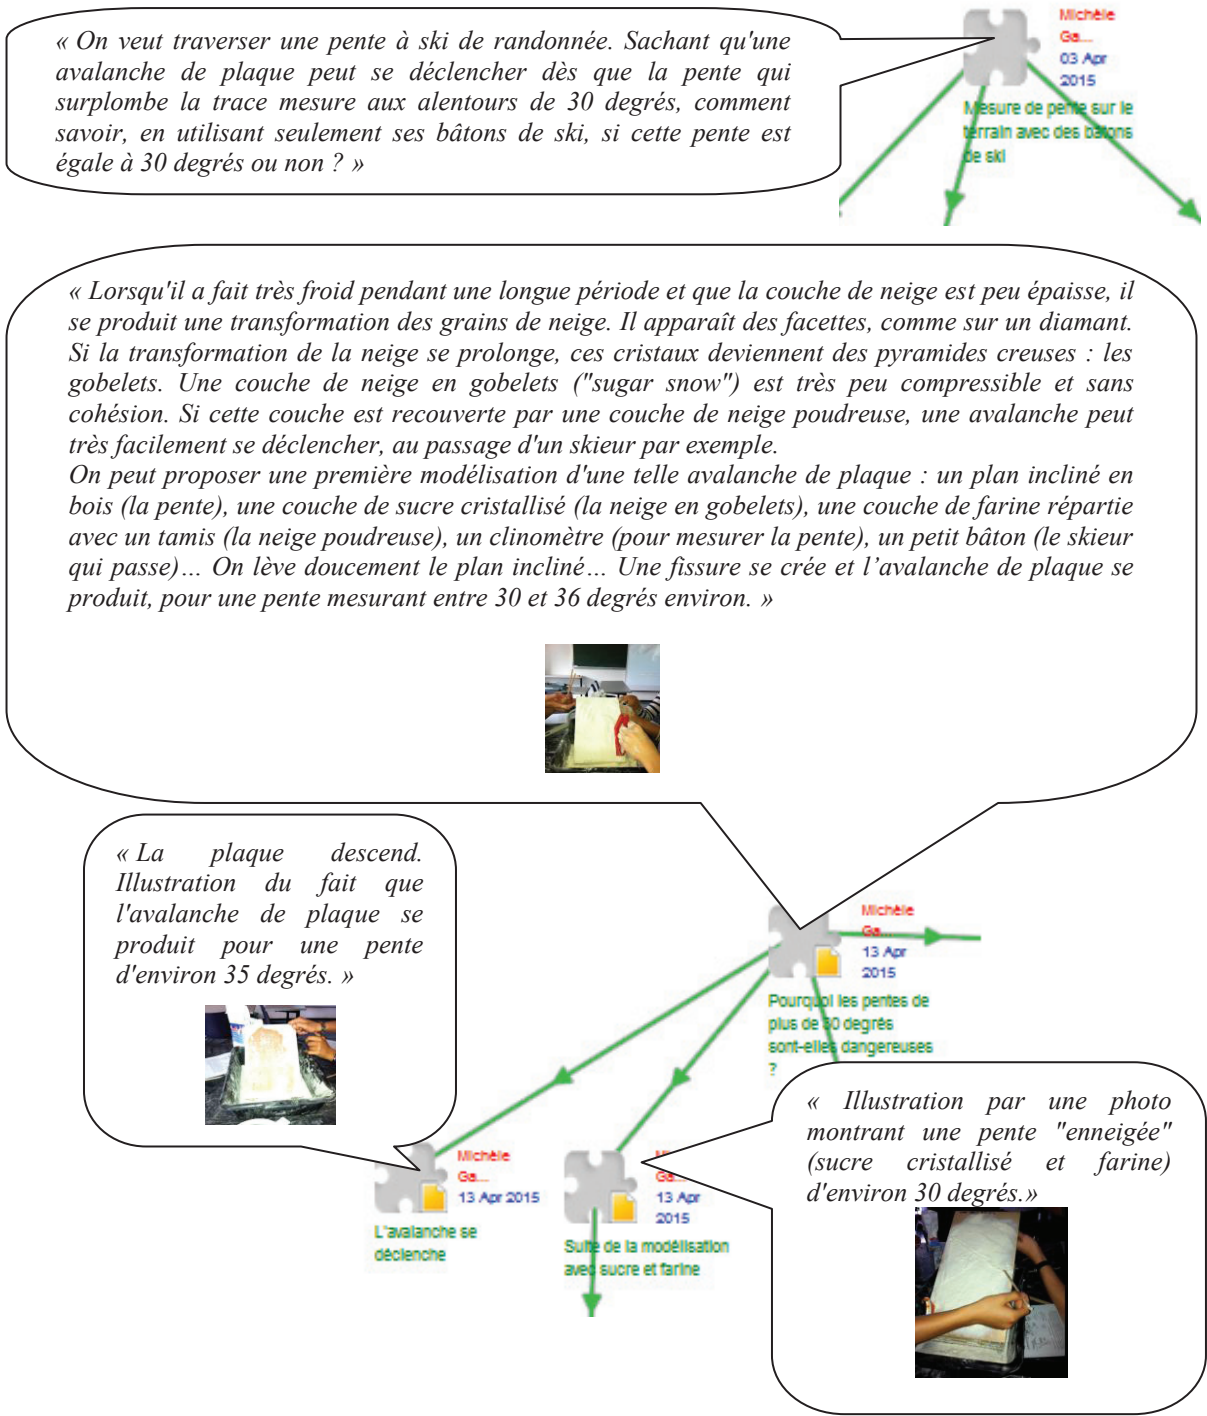 « On veut traverser une pente à ski de randonnée. Sachant qu'une
avalanche de plaque peut se déclencher dès que la pente qui
surplombe la trace mesure aux alentours de 30 degrés, comment
savoir, en utilisant seulement ses bâtons de ski, si cette pente est
égale à 30 degrés ou non ? »
Michèle
Ga...
03 Apr
2015
Mesure de pente sur le
terrain avec des bâtons
de ski
« Lorsqu'il a fait très froid pendant une longue période et que la couche de neige est peu épaisse, il
se produit une transformation des grains de neige. Il apparaît des facettes, comme sur un diamant.
Si la transformation de la neige se prolonge, ces cristaux deviennent des pyramides creuses : les
gobelets. Une couche de neige en gobelets ("sugar snow") est très peu compressible et sans
cohésion. Si cette couche est recouverte par une couche de neige poudreuse, une avalanche peut
très facilement se déclencher, au passage d'un skieur par exemple.
On peut proposer une première modélisation d'une telle avalanche de plaque : un plan incliné en
bois (la pente), une couche de sucre cristallisé (la neige en gobelets), une couche de farine répartie
avec un tamis (la neige poudreuse), un clinomètre (pour mesurer la pente), un petit bâton (le skieur
qui passe)… On lève doucement le plan incliné… Une fissure se crée et l'avalanche de plaque se
produit, pour une pente mesurant entre 30 et 36 degrés environ. »
« La plaque descend.
Illustration du fait que
l'avalanche de plaque se
produit pour une pente
d'environ 35 degrés. »
Michèle
Ga...
13 Apr
2015
Pourquoi les pentes de
plus de 30 degrés
sont-elles dangereuses
?
« Illustration par une photo
montrant une pente "enneigée"
(sucre cristallisé et farine)
d'environ 30 degrés.»
Michèle
Ga...
13 Apr 2015
L'avalanche se
déclenche
Ga...
13 Apr
2015
Suite de la modélisation
avec sucre et farine